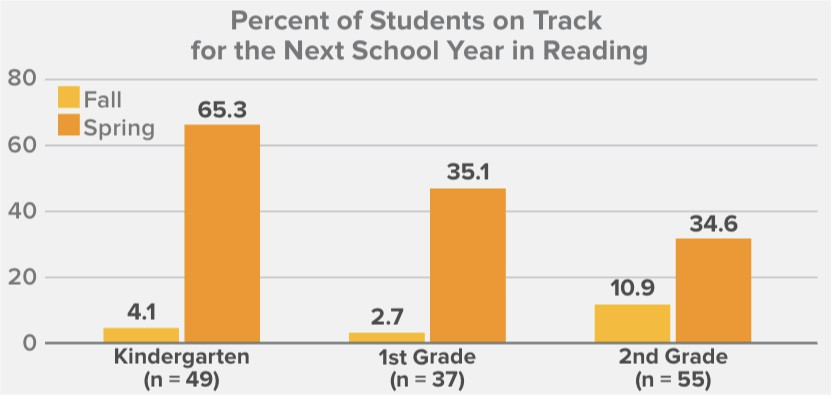 Percent of Students on Track
for the Next School Year in Reading
80
Fall
65.3
Spring
60
35.1
40
34.6
20
10.9
4.1
2.7
0
Kindergarten
(n = 49)
1st Grade
(n = 37)
2nd Grade
(n = 55)